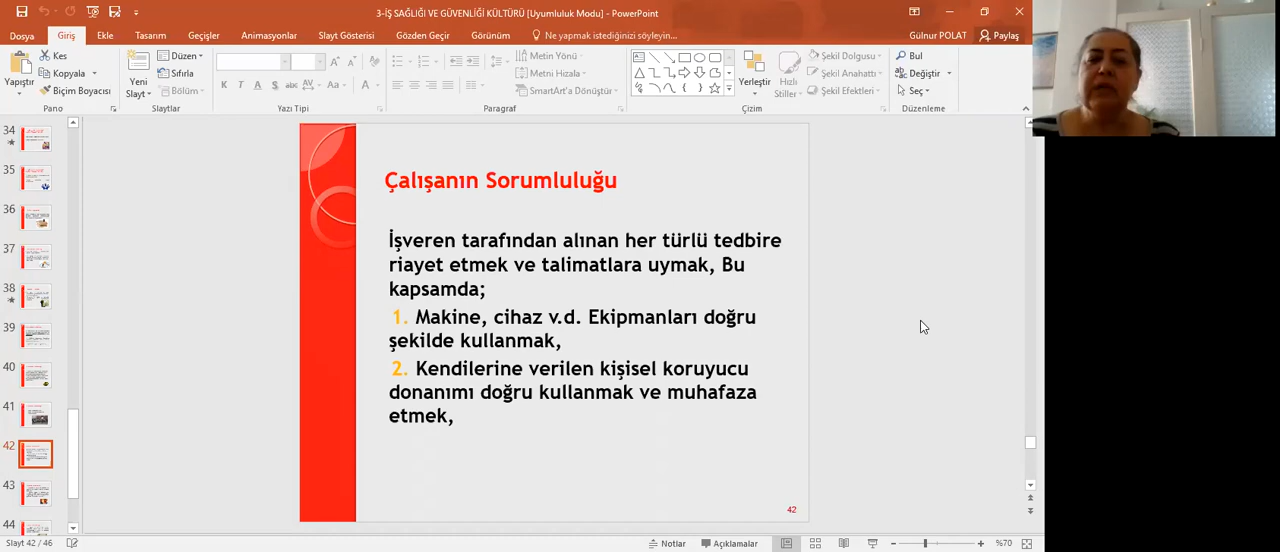 3-İŞ SAĞLIĞI VE GÜVENLİĞİ KÜLTÜRÜ [Uyumluluk Modu] - PowerPoint
Dosya Giriş Ekle Tasarım Geçişler Animasyonlar Slayt Gösterisi Gözden Geçir Görünüm Ne yapmak istediğinizi söyleyin... Gülnur POLAT Paylaş
Yapıştır
Kes
Kopyala
Biçim Boyacısı
Pano
Yeni
Slayt
Düzen
Sıfırla
Bölüm
Slaytlar
K T A S abc AV Aa A
Yazı Tipi
Metin Yönü
Metni Hizala
SmartArt'a Dönüştür
Paragraf
Yerleştir
Hızlı
Stiller
Şekil Dolgusu
Şekil Anahattı
Şekil Efektleri
Çizim
Bul
Değiştir
Seç
Düzenleme
34
35
36
37
38
39
40
41
42
43
44
Çalışanın Sorumluluğu
İşveren tarafından alınan her türlü tedbire
riayet etmek ve talimatlara uymak, Bu
kapsamda;
1. Makine, cihaz v.d. Ekipmanları doğru
şekilde kullanmak,
2. Kendilerine verilen kişisel koruyucu
donanımı doğru kullanmak ve muhafaza
etmek,
42
Slayt 42 / 46 Notlar Açıklamalar %70